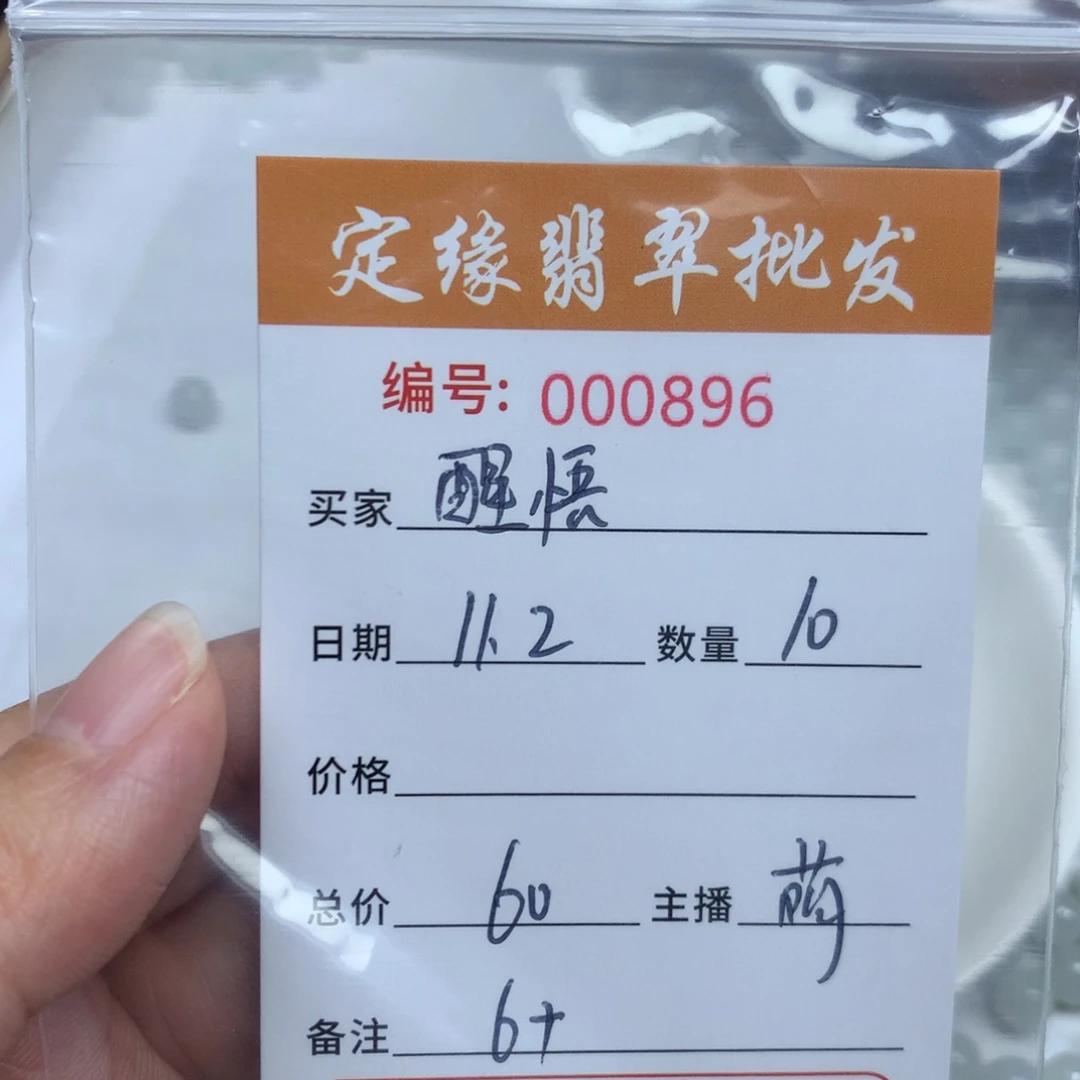 定缘翡翠批发
编号: 000896
买家 醒悟
日期 11.2 数量 10
价格
总价 60 主播 萌
备注 6+